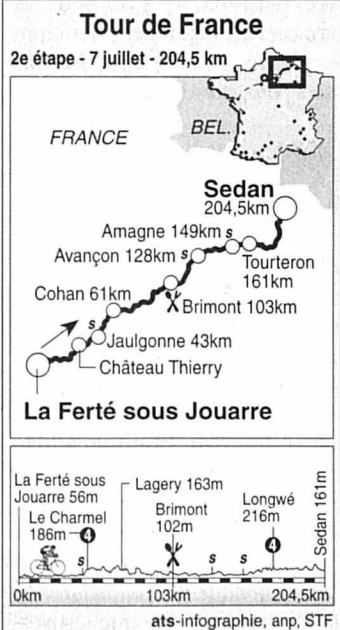 Tour de France
2e étape - 7 juillet - 204,5 km
FRANCE
BEL.
Sedan
204,5km
Amagne 149km s
Avançon 128km s
Tourteron
161km
Cohan 61km
Brimont 103km
s
Jaulgonne 43km
Château Thierry
La Ferté sous Jouarre
La Ferté sous
Jouarre 56m
Lagery 163m
Le Charmel
186m 4
Brimont
102m
Longwé
216m
4
Sedan 161m
s
s
s
0km
103km
204,5km
ats-infographie, anp, STF